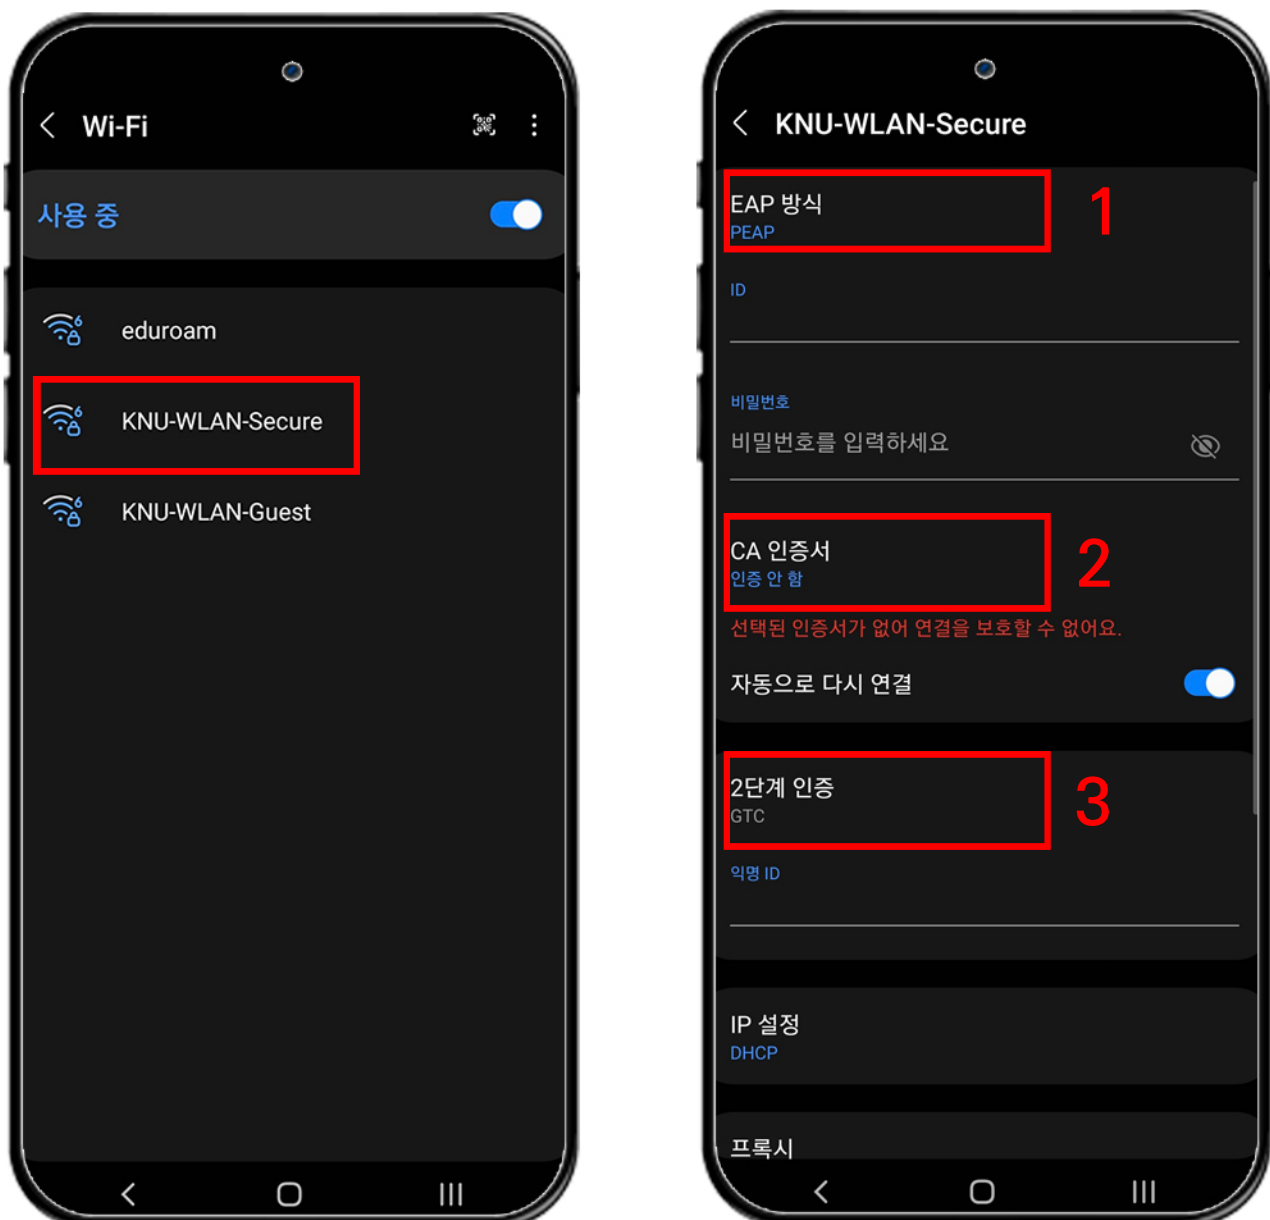 Wi-Fi
사용 중
eduroam
KNU-WLAN-Secure
KNU-WLAN-Guest
KNU-WLAN-Secure
EAP 방식
PEAP
1
ID
비밀번호
비밀번호를 입력하세요
CA 인증서
인증 안 함
2
선택된 인증서가 없어 연결을 보호할 수 없어요.
자동으로 다시 연결
2단계 인증
GTC
3
익명 ID
IP 설정
DHCP
프록시